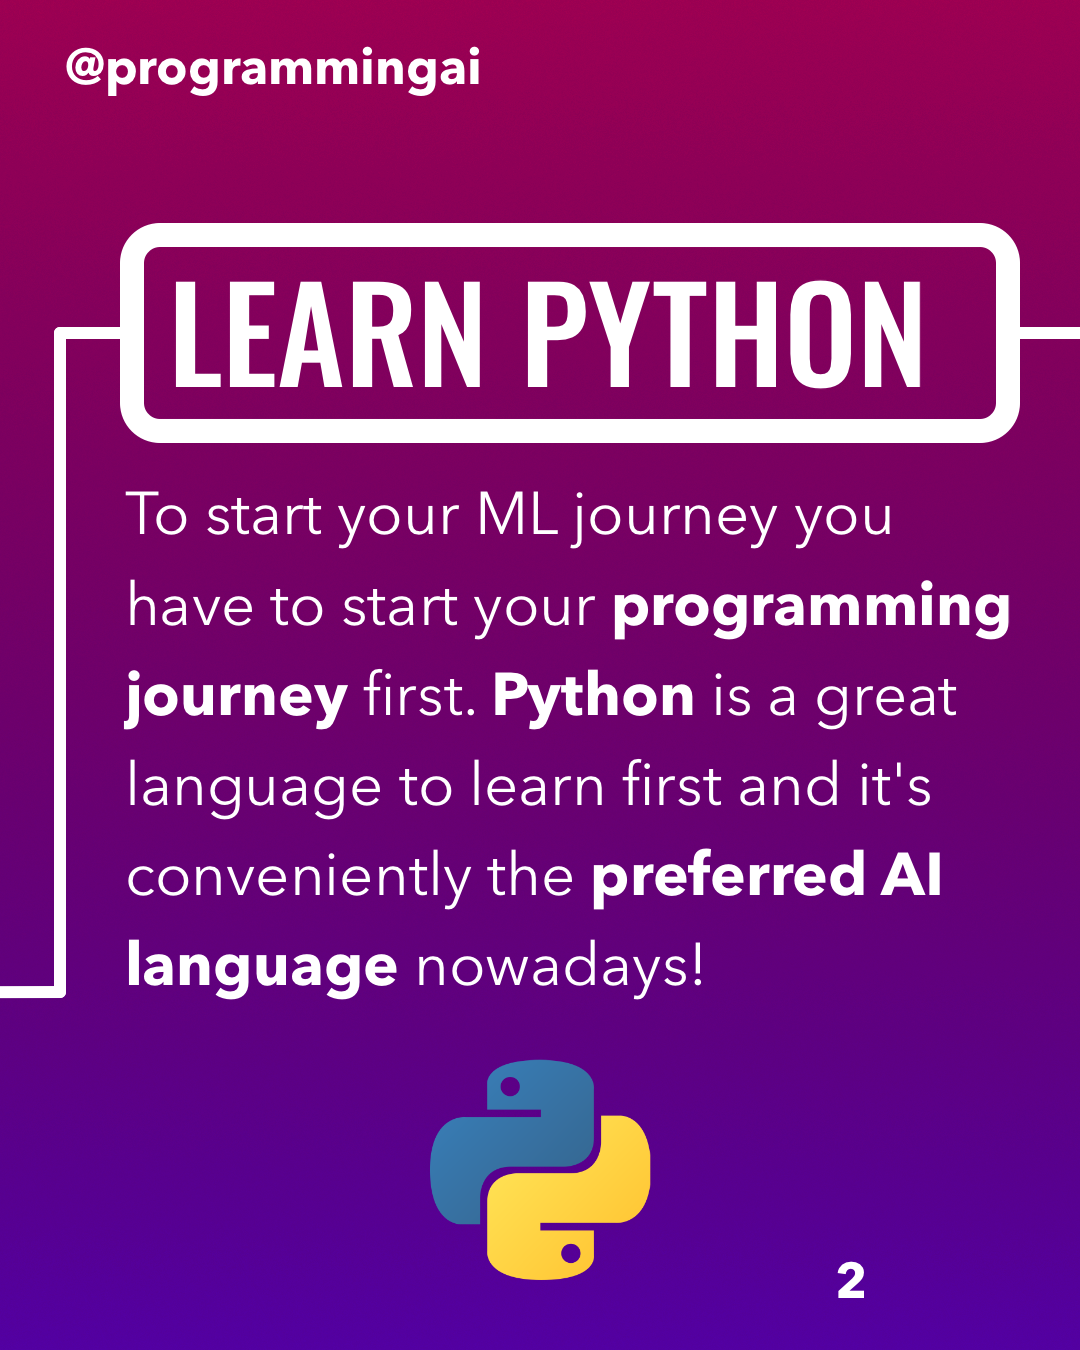 @programmingai
LEARN PYTHON
To start your ML journey you
have to start your programming
journey first. Python is a great
language to learn first and it's
conveniently the preferred AI
language nowadays!
2